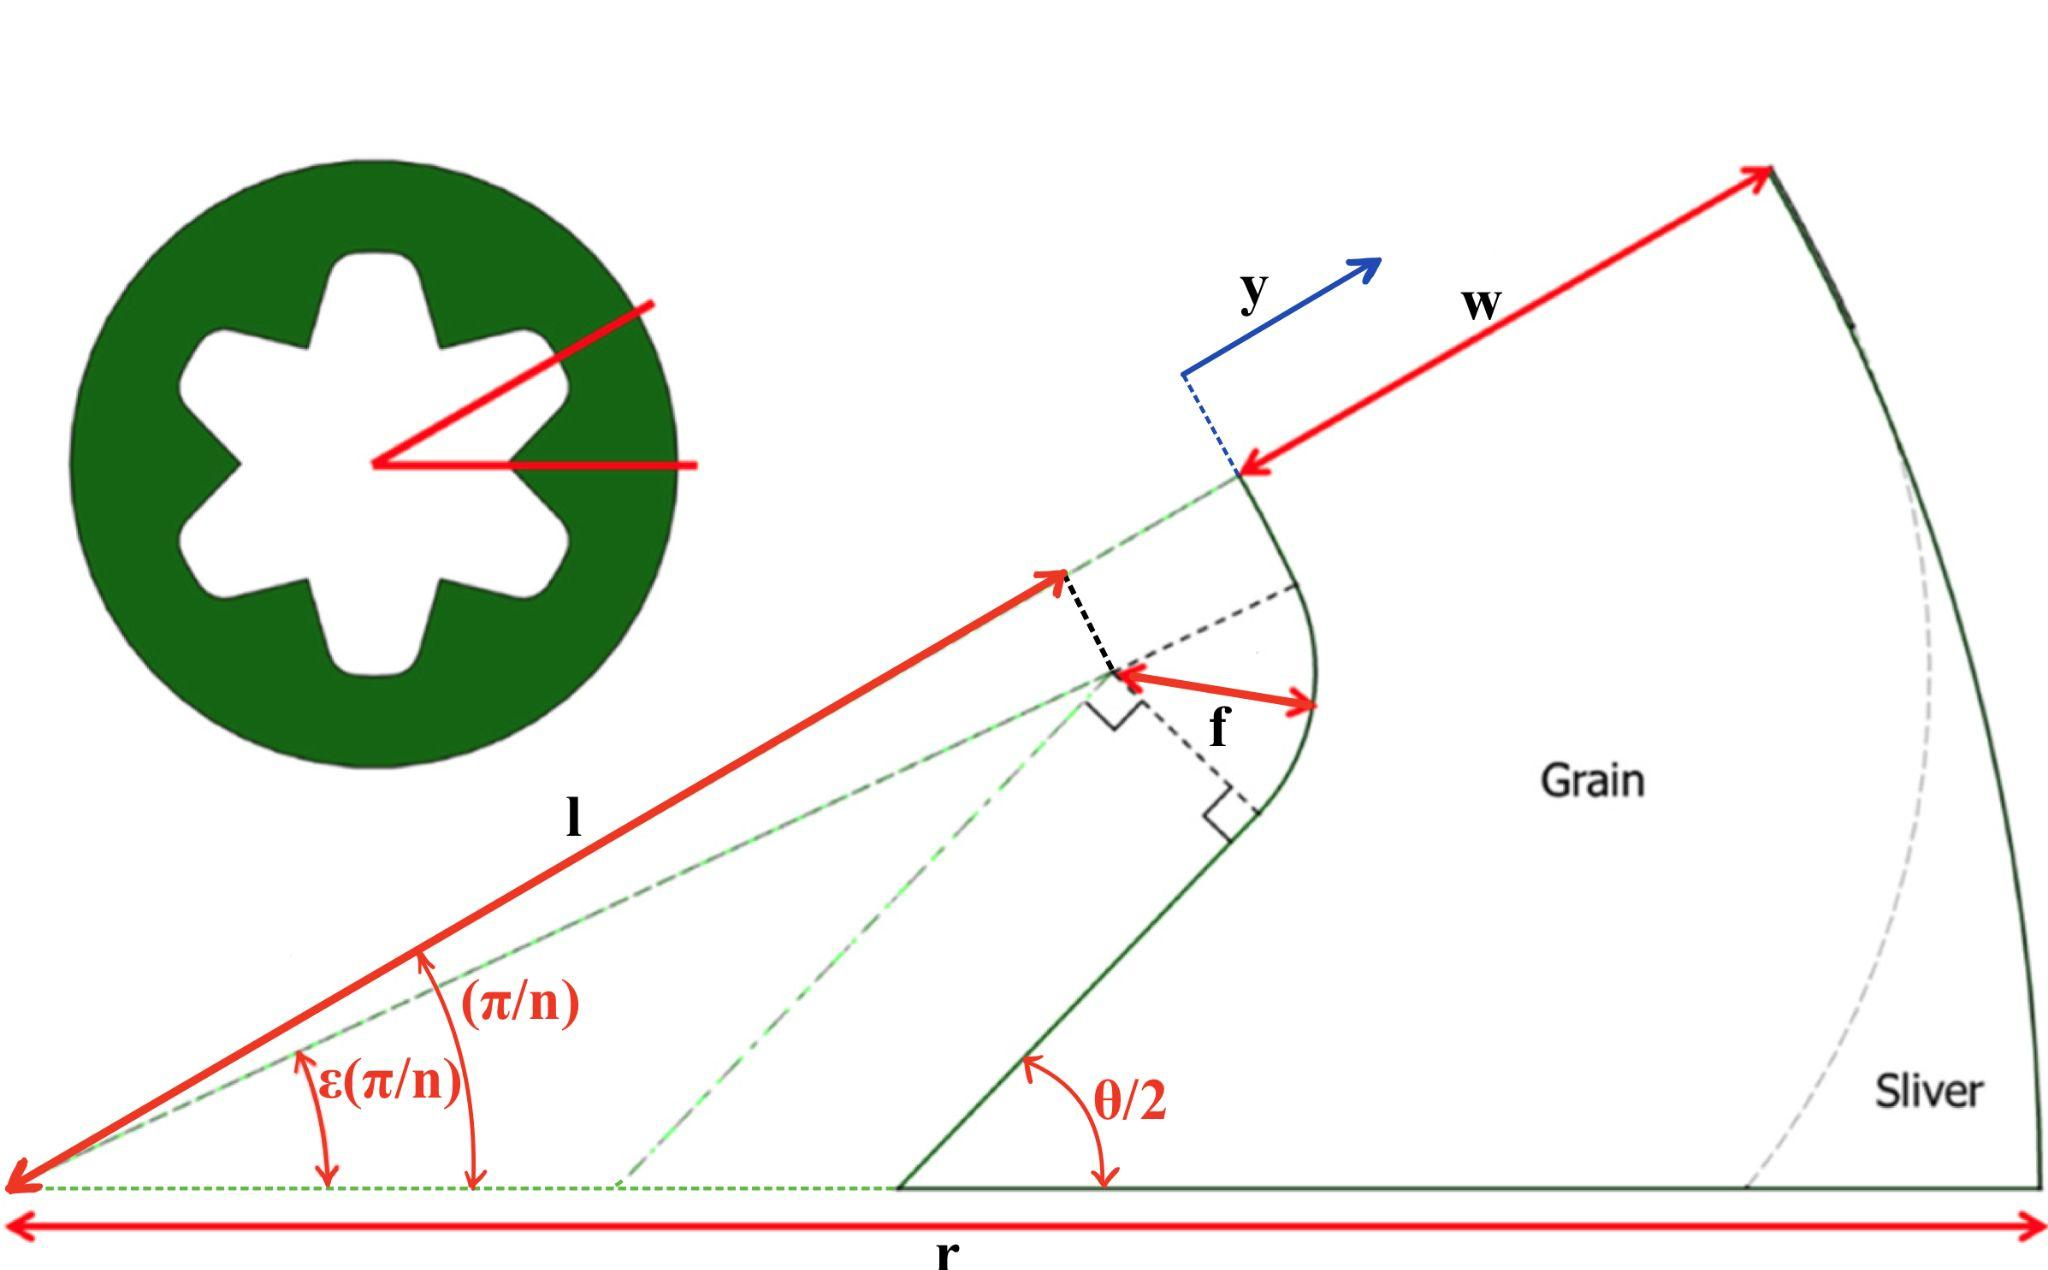 y
w
f
Grain
l
(π/n)
ε(π/n)
θ/2
Sliver
r